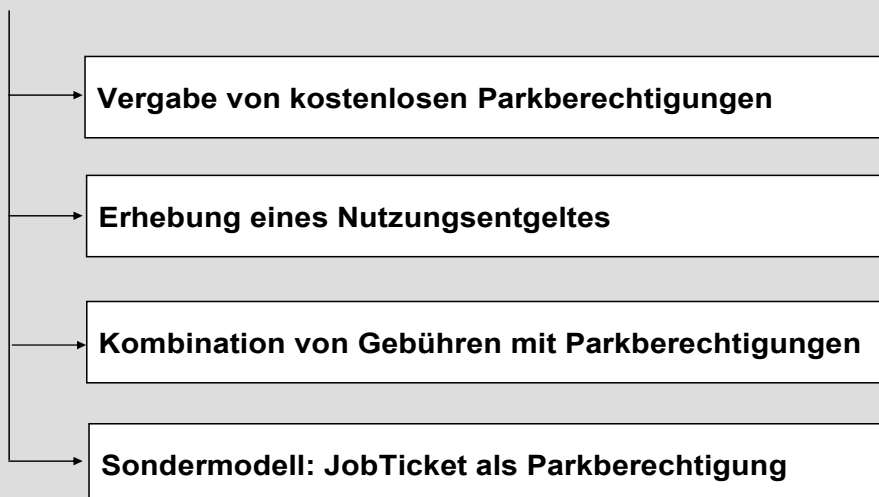 Vergabe von kostenlosen Parkberechtigungen
Erhebung eines Nutzungsentgeltes
Kombination von Gebühren mit Parkberechtigungen
Sondermodell: JobTicket als Parkberechtigung